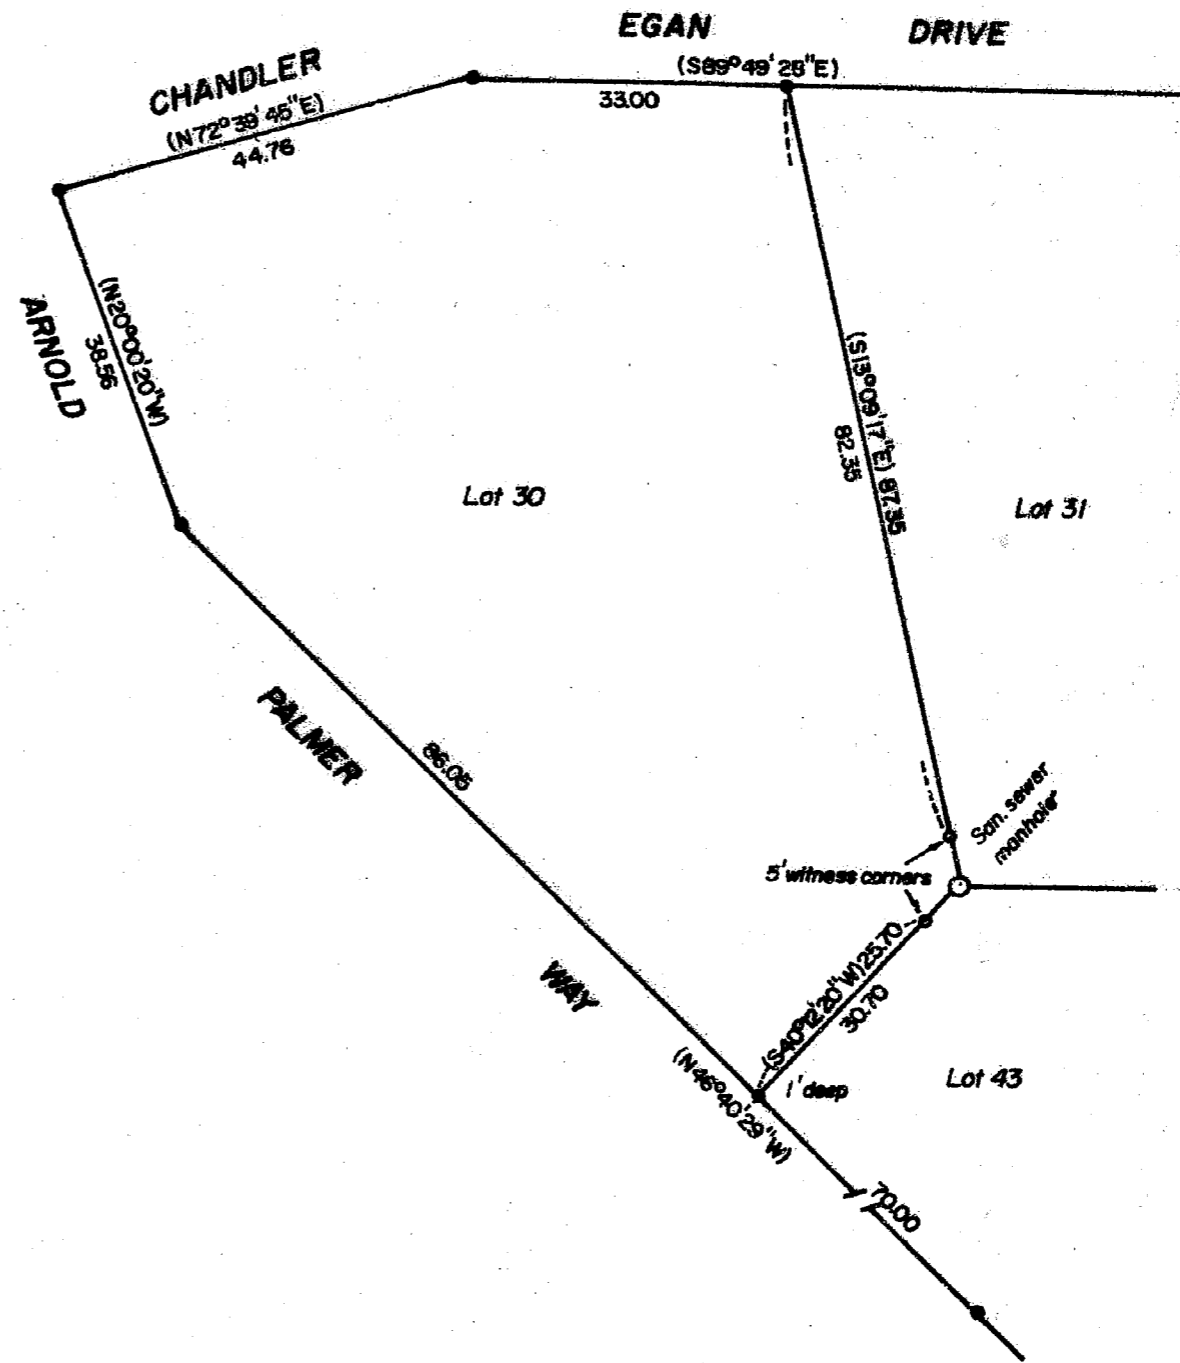 EGAN DRIVE
CHANDLER
(S89°49'25"E)
33.00
(N72°39'45"E)
44.76
ARNOLD
(N20°00'20"W)
38.56
(S13°09'17"E) 87.35
82.35
Lot 30
Lot 31
PALMER
86.05
San. sewer
manhole
5' witness corners
WAY
(S40°12'20"W) 25.70
30.70
(N46°40'29"W)
1' deep
Lot 43
70.00